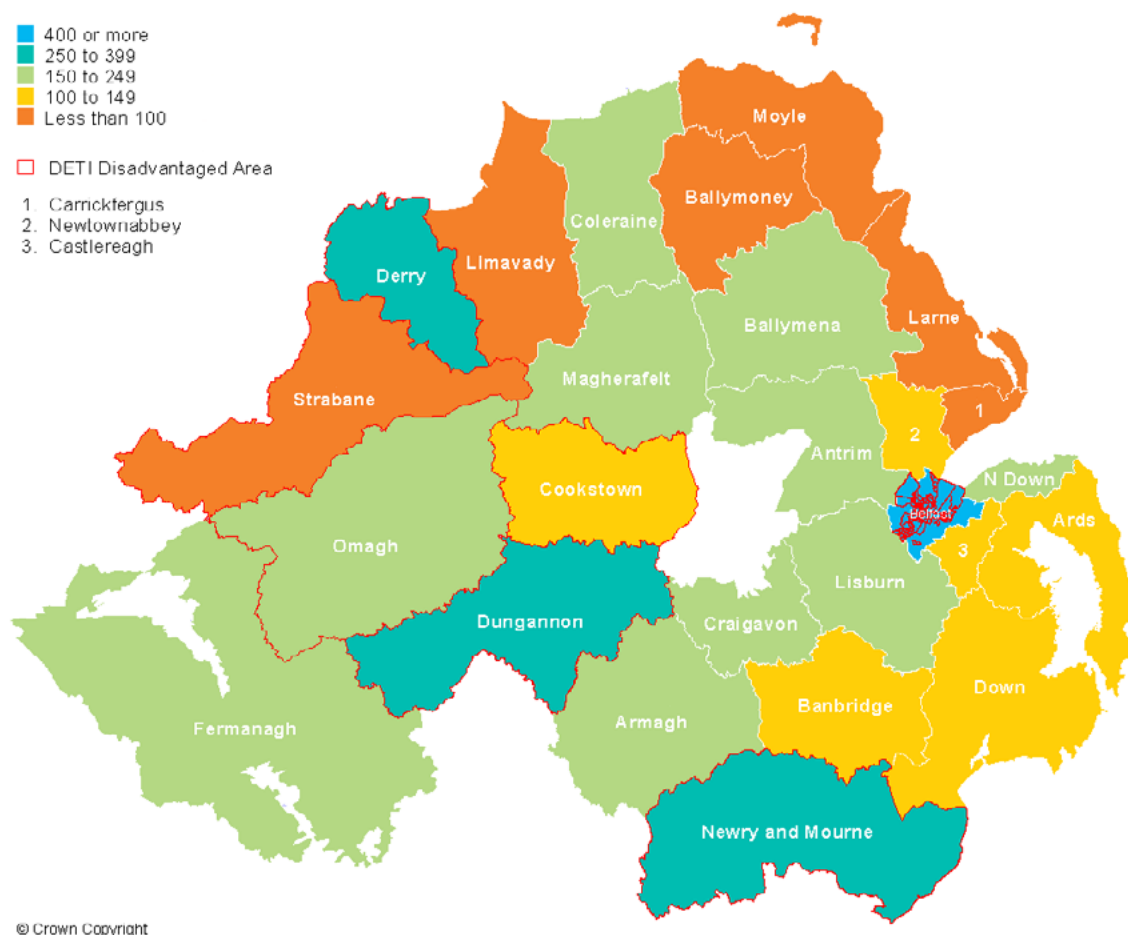 400 or more
250 to 399
150 to 249
100 to 149
Less than 100
DETI Disadvantaged Area
1. Carrickfergus
2. Newtownabbey
3. Castlereagh
Moyle
Ballymoney
Coleraine
Limavady
Derry
Larne
Ballymena
Magherafelt
Strabane
1
2
Antrim
N Down
Cookstown
Belfast
Ards
Omagh
3
Lisburn
Dungannon
Craigavon
Down
Banbridge
Armagh
Fermanagh
Newry and Mourne
© Crown Copyright